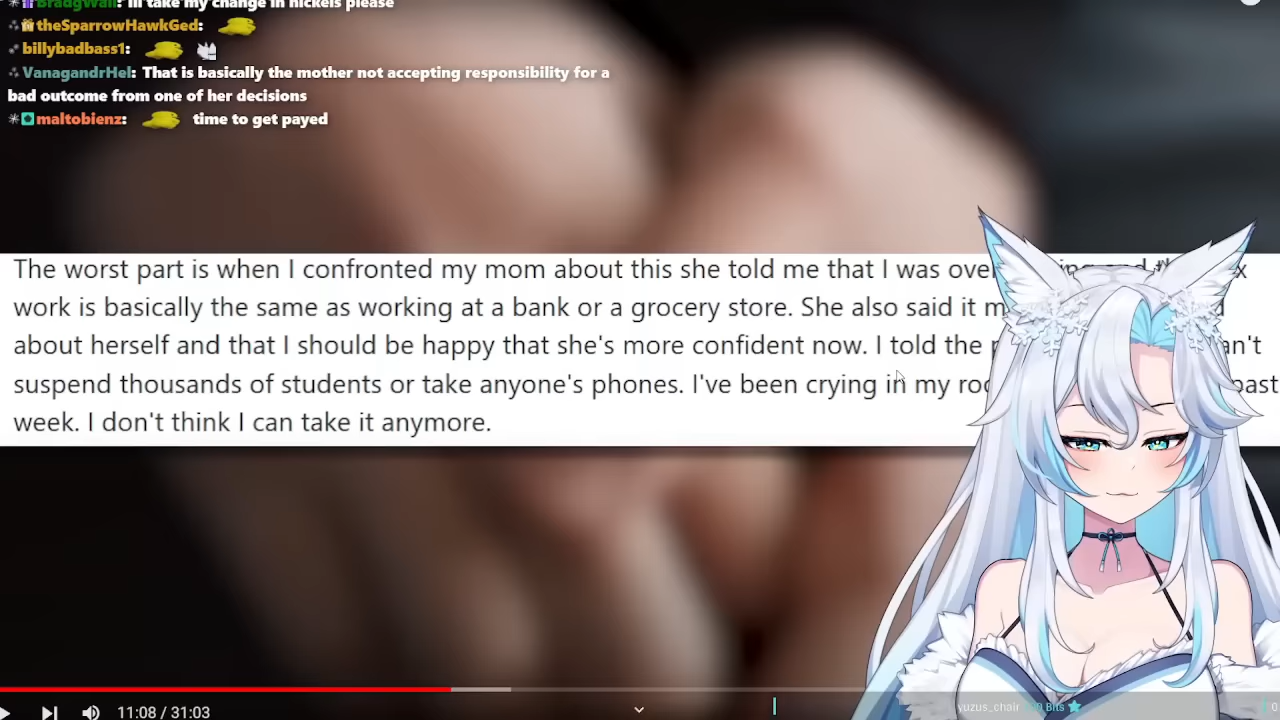 BradgWall: Ill take my change in nickels please
theSparrowHawkGed:
billybadbass1:
VanagandrHel: That is basically the mother not accepting responsibility for a
bad outcome from one of her decisions
maltobienz: time to get payed
The worst part is when I confronted my mom about this she told me that I was
work is basically the same as working at a bank or a grocery store. She also said it
about herself and that I should be happy that she's more confident now. I told the
suspend thousands of students or take anyone's phones. I've been crying in my past
week. I don't think I can take it anymore.
11:08 / 31:03
yuzus_chair Bits